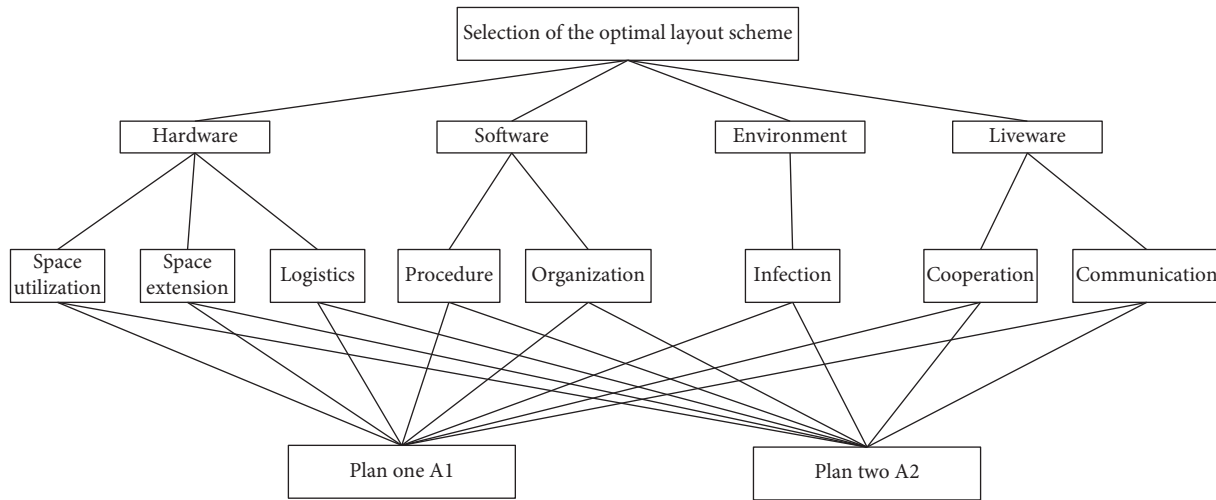 Selection of the optimal layout scheme
Hardware
Software
Environment
Liveware
Space
utilization
Space
extension
Logistics
Procedure
Organization
Infection
Cooperation
Communication
Plan one A1
Plan two A2